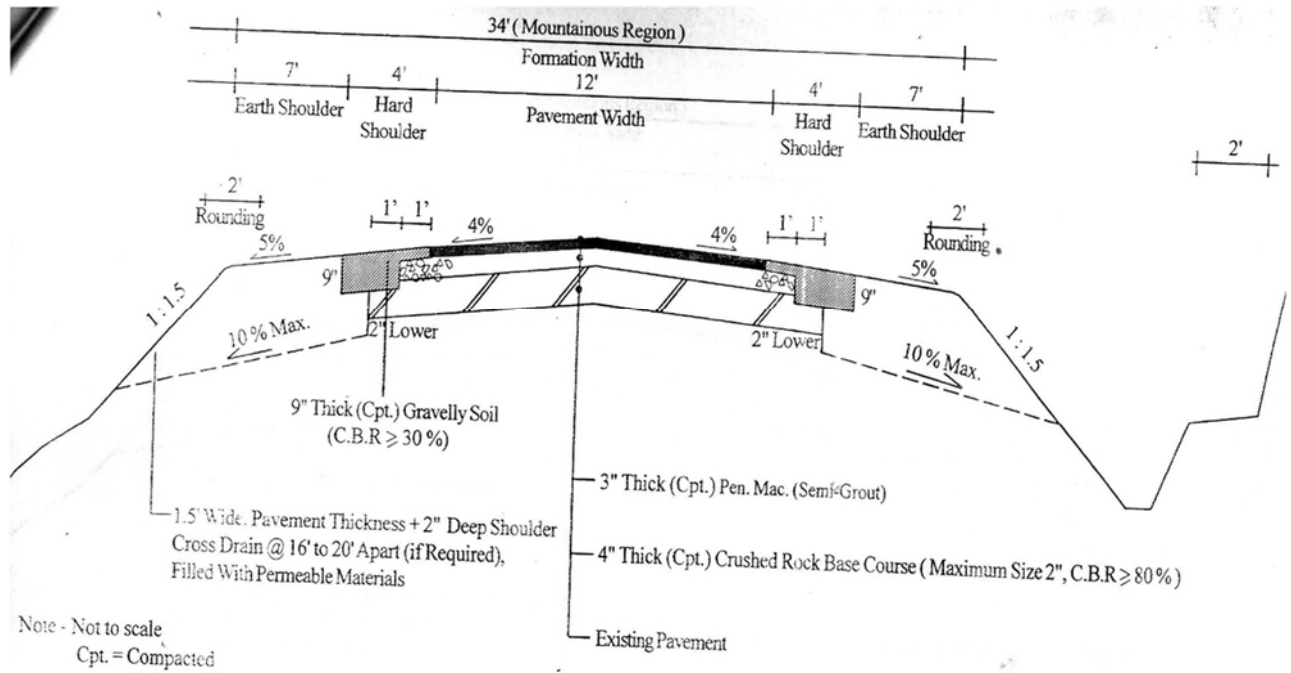 34' ( Mountainous Region )
Formation Width
7' 4' 12' 4' 7'
Earth Shoulder Hard Shoulder Pavement Width Hard Shoulder Earth Shoulder
2'
2'
Rounding
1' 1'
4%
4%
1' 1'
2'
Rounding
5%
5%
9"
9"
1 : 1.5
1 : 1.5
10 % Max.
2" Lower
2" Lower
10 % Max.
9" Thick (Cpt.) Gravelly Soil
(C.B.R ≥ 30 %)
3" Thick (Cpt.) Pen. Mac. (Semi-Grout)
1.5' Wide. Pavement Thickness + 2" Deep Shoulder
Cross Drain @ 16' to 20' Apart (if Required),
Filled With Permeable Materials
4" Thick (Cpt.) Crushed Rock Base Course ( Maximum Size 2", C.B.R ≥ 80 % )
Existing Pavement
Note - Not to scale
Cpt. = Compacted